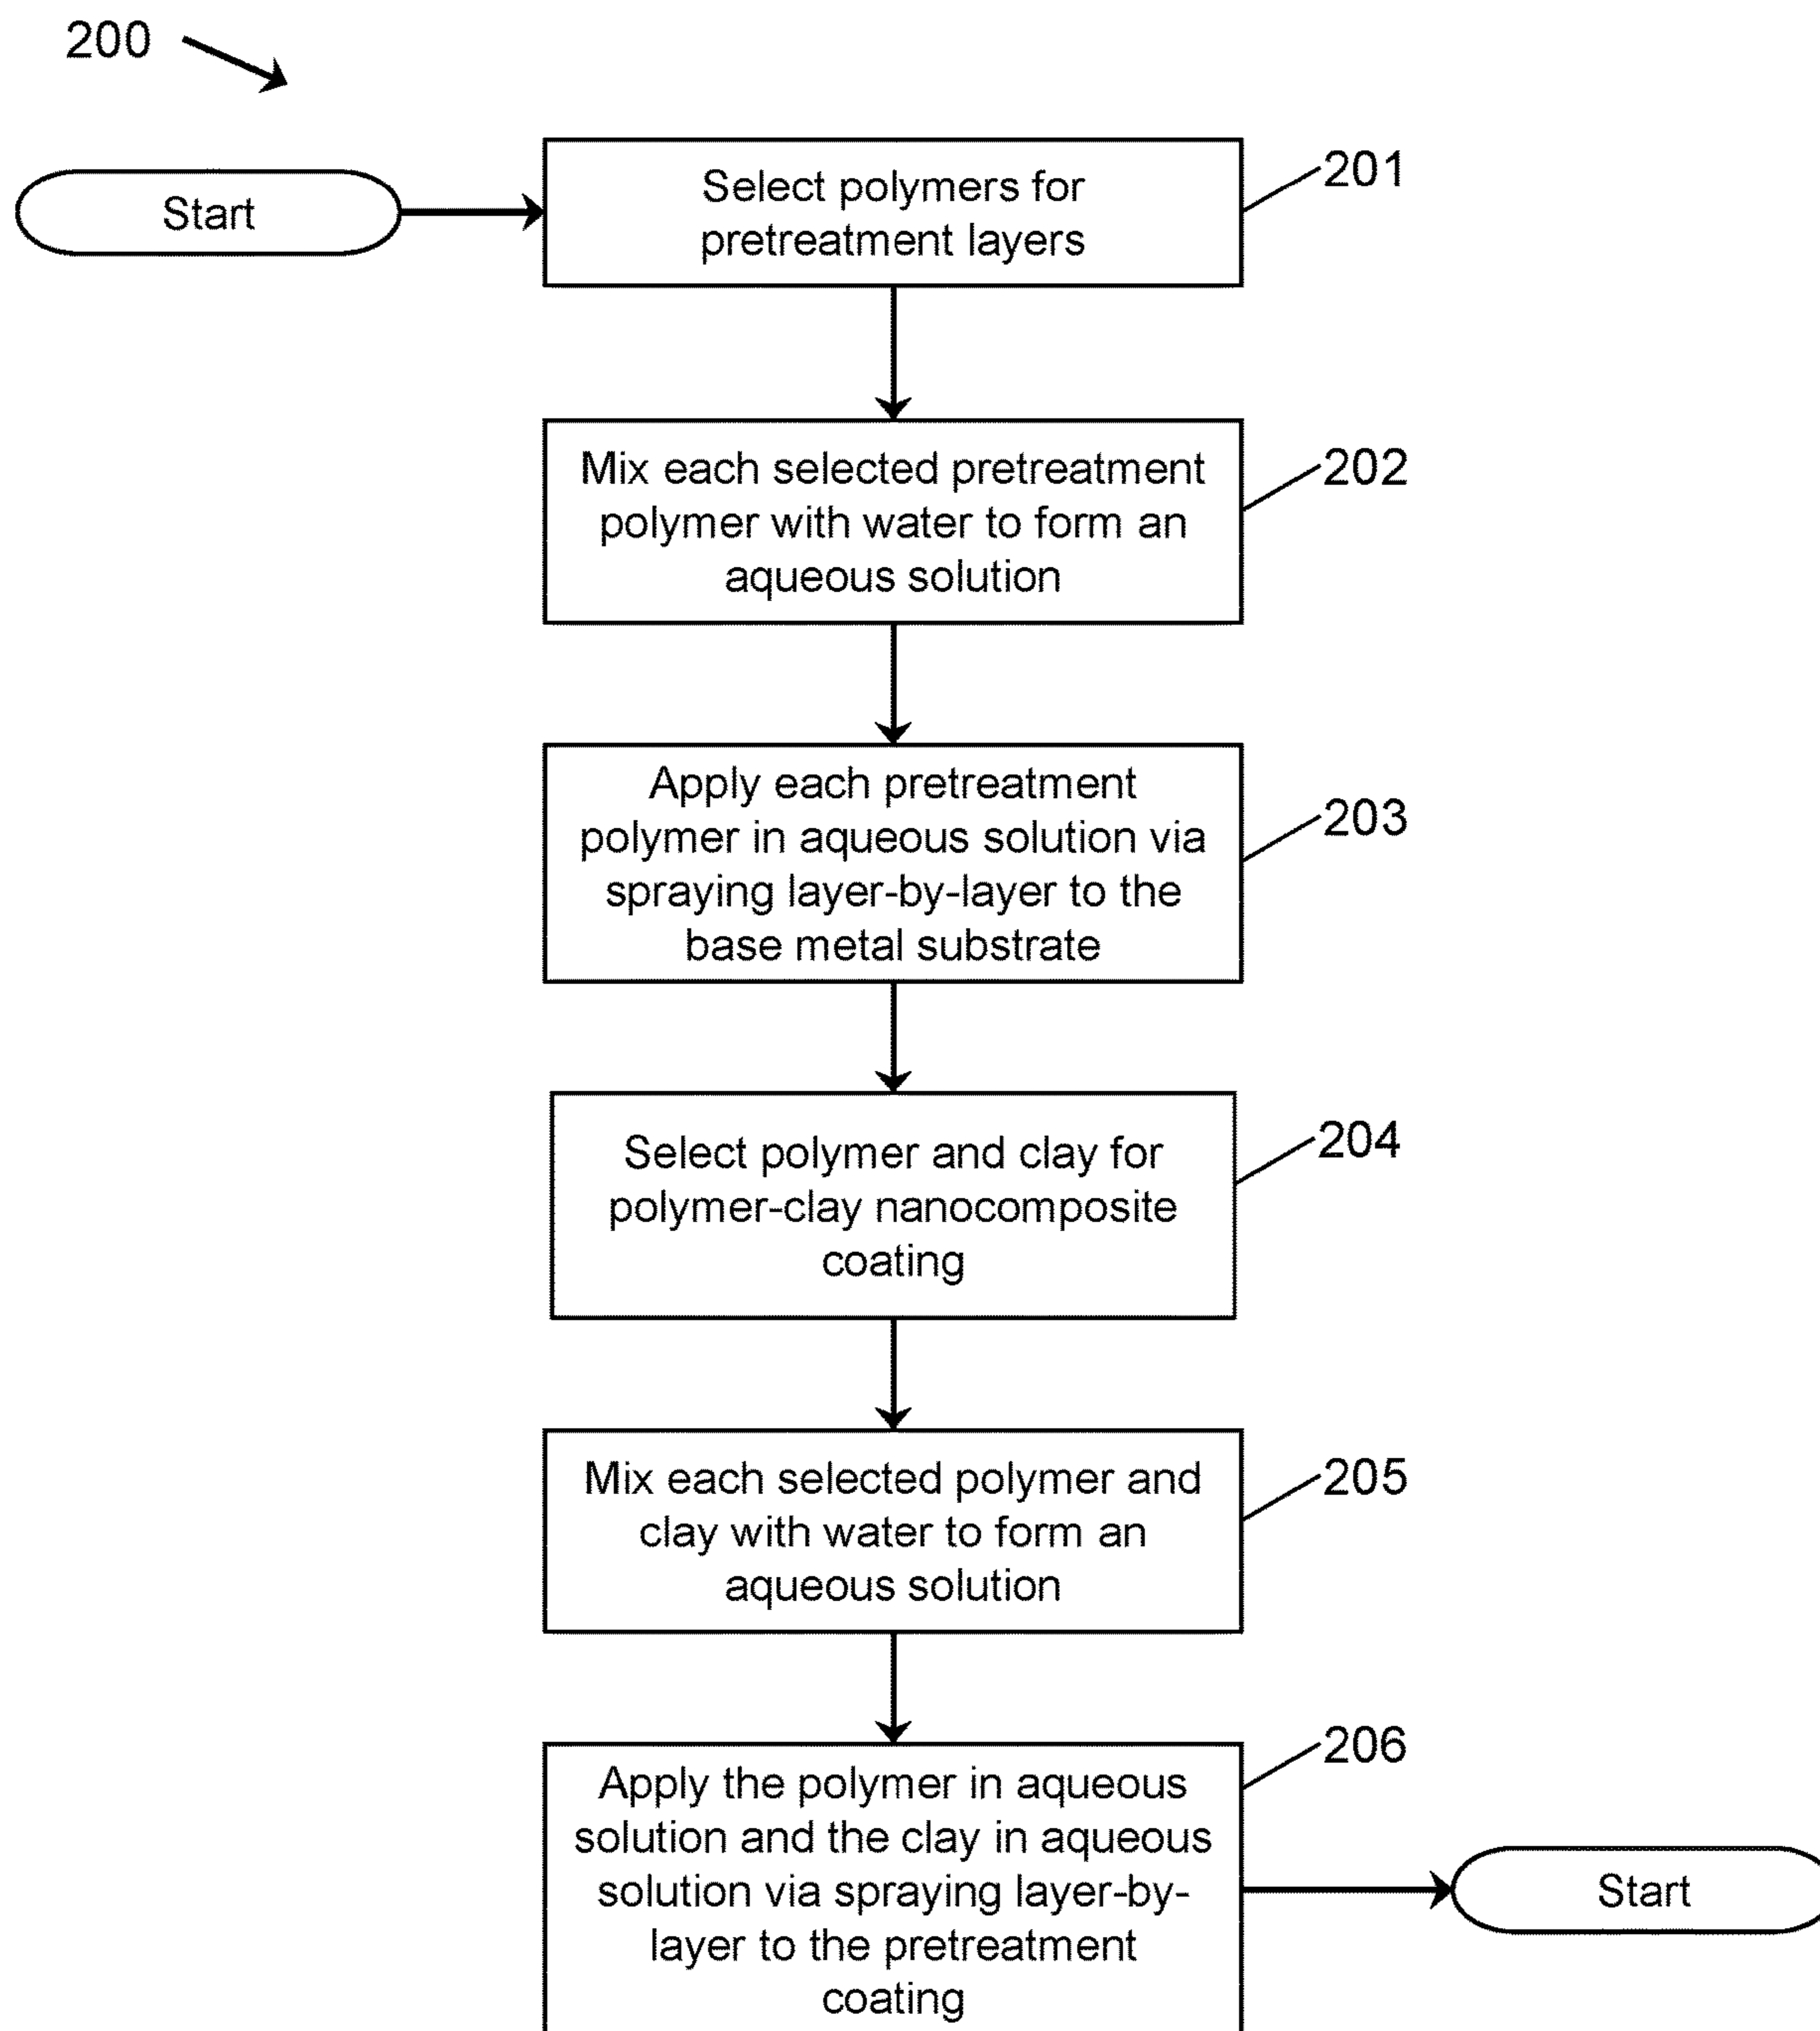 200
Start
Select polymers for
pretreatment layers
201
Mix each selected pretreatment
polymer with water to form an
aqueous solution
202
Apply each pretreatment
polymer in aqueous solution via
spraying layer-by-layer to the
base metal substrate
203
Select polymer and clay for
polymer-clay nanocomposite
coating
204
Mix each selected polymer and
clay with water to form an
aqueous solution
205
Apply the polymer in aqueous
solution and the clay in aqueous
solution via spraying layer-by-
layer to the pretreatment
coating
206
Start